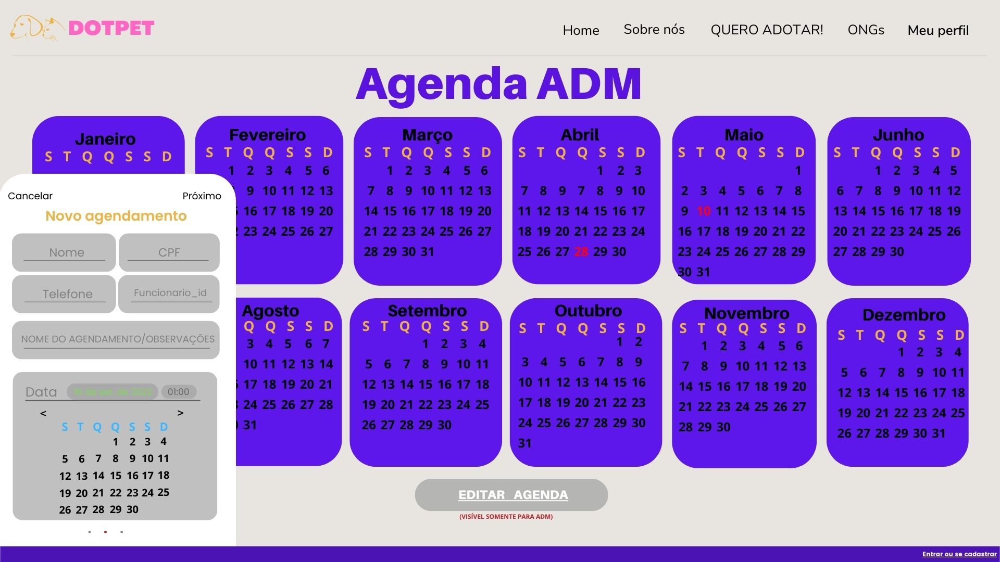 DOTPET
Home Sobre nós QUERO ADOTAR! ONGs Meu perfil
Agenda ADM
Janeiro
S T Q Q S S D
Fevereiro
S T Q Q S S D
1 2 3 4 5 6
9 10 11 12 13
16 17 18 19 20
23 24 25 26 27
Março
S T Q Q S S D
1 2 3 4 5 6
7 8 9 10 11 12 13
14 15 16 17 18 19 20
21 22 23 24 25 26 27
28 29 30 31
Abril
S T Q Q S S D
1 2 3
7 8 9 7 8 9 10
11 12 13 14 15 16 17
18 19 20 21 22 23 24
25 26 27 28 29 30
Maio
S T Q Q S S D
1
2 3 4 5 6 7 8
9 10 11 12 13 14 15
16 17 18 19 20 21 22
23 24 25 26 27 28 29
30 31
Junho
S T Q Q S S D
1 2 3 4 5
6 7 8 9 10 11 12
13 14 15 16 17 18 19
20 21 22 23 24 25 26
27 28 29 30
Cancelar Próximo
Novo agendamento
Nome CPF
Telefone Funcionario_id
NOME DO AGENDAMENTO/OBSERVAÇÕES
Data 16 de set. de 2022 01:00
< >
S T Q Q S S D
1 2 3 4
5 6 7 8 9 10 11
12 13 14 15 16 17 18
19 20 21 22 23 24 25
26 27 28 29 30
Agosto
Q Q S S D
3 4 5 6 7
10 11 12 13 14
17 18 19 20 21
24 25 26 27 28
31
Setembro
S T Q Q S S D
1 2 3 4
5 6 7 8 9 10 11
12 13 14 15 16 17 18
19 20 21 22 23 24 25
26 27 28 29 30
Outubro
S T Q Q S S D
1 2
3 4 5 6 7 8 9
10 11 12 13 14 15 16
17 18 19 20 21 22 23
24 25 26 27 28 29 30
31
Novembro
S T Q Q S S D
1 2 3 4 5 6
7 8 9 10 11 12 13
14 15 16 17 18 19 20
21 22 23 24 25 26 27
28 29 30
Dezembro
S T Q Q S S D
1 2 3 4
5 6 7 8 9 10 11
12 13 14 15 16 17 18
19 20 21 22 23 24 25
26 27 28 29 30 31
EDITAR AGENDA
(VISÍVEL SOMENTE PARA ADM)
Entrar ou se cadastrar